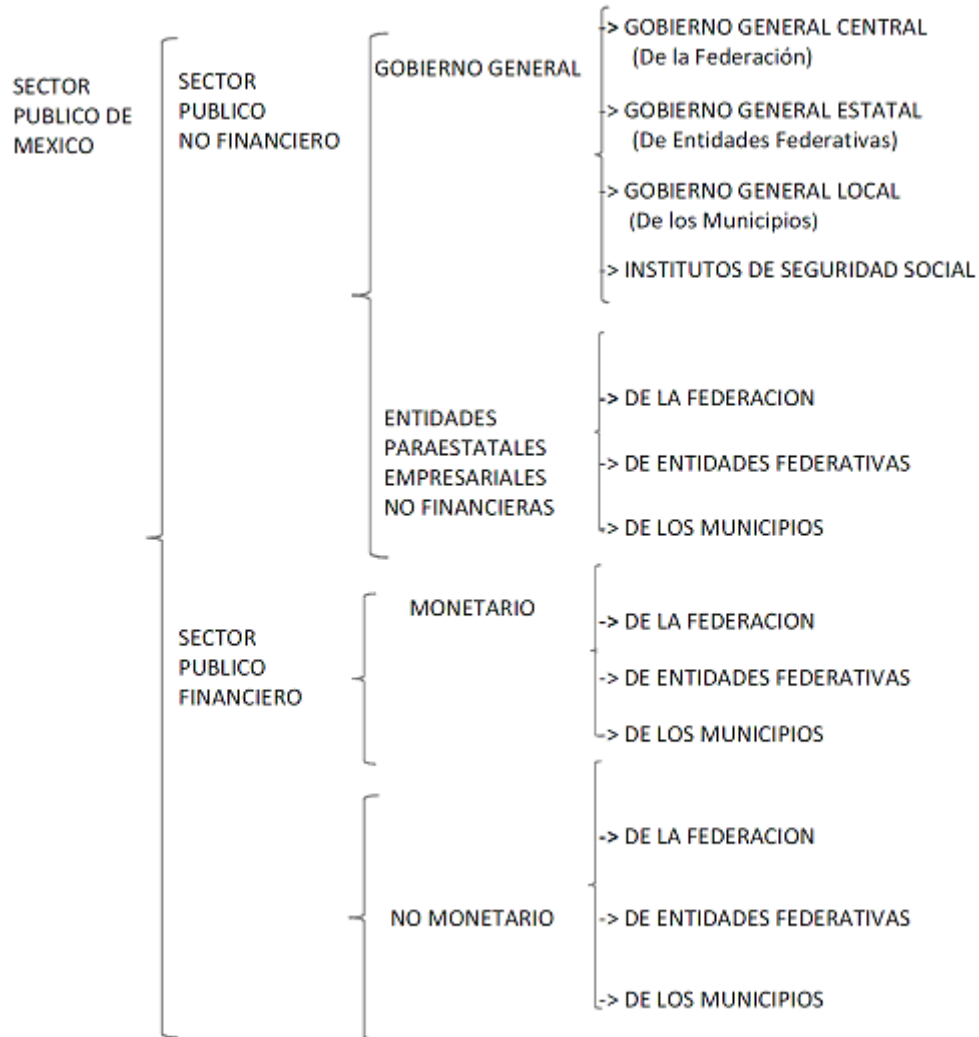 SECTOR
PUBLICO DE
MEXICO
SECTOR
PUBLICO
NO FINANCIERO
GOBIERNO GENERAL
-> GOBIERNO GENERAL CENTRAL
(De la Federación)
-> GOBIERNO GENERAL ESTATAL
(De Entidades Federativas)
-> GOBIERNO GENERAL LOCAL
(De los Municipios)
-> INSTITUTOS DE SEGURIDAD SOCIAL
ENTIDADES
PARAESTATALES
EMPRESARIALES
NO FINANCIERAS
-> DE LA FEDERACION
-> DE ENTIDADES FEDERATIVAS
-> DE LOS MUNICIPIOS
SECTOR
PUBLICO
FINANCIERO
MONETARIO
-> DE LA FEDERACION
-> DE ENTIDADES FEDERATIVAS
-> DE LOS MUNICIPIOS
NO MONETARIO
-> DE LA FEDERACION
-> DE ENTIDADES FEDERATIVAS
-> DE LOS MUNICIPIOS